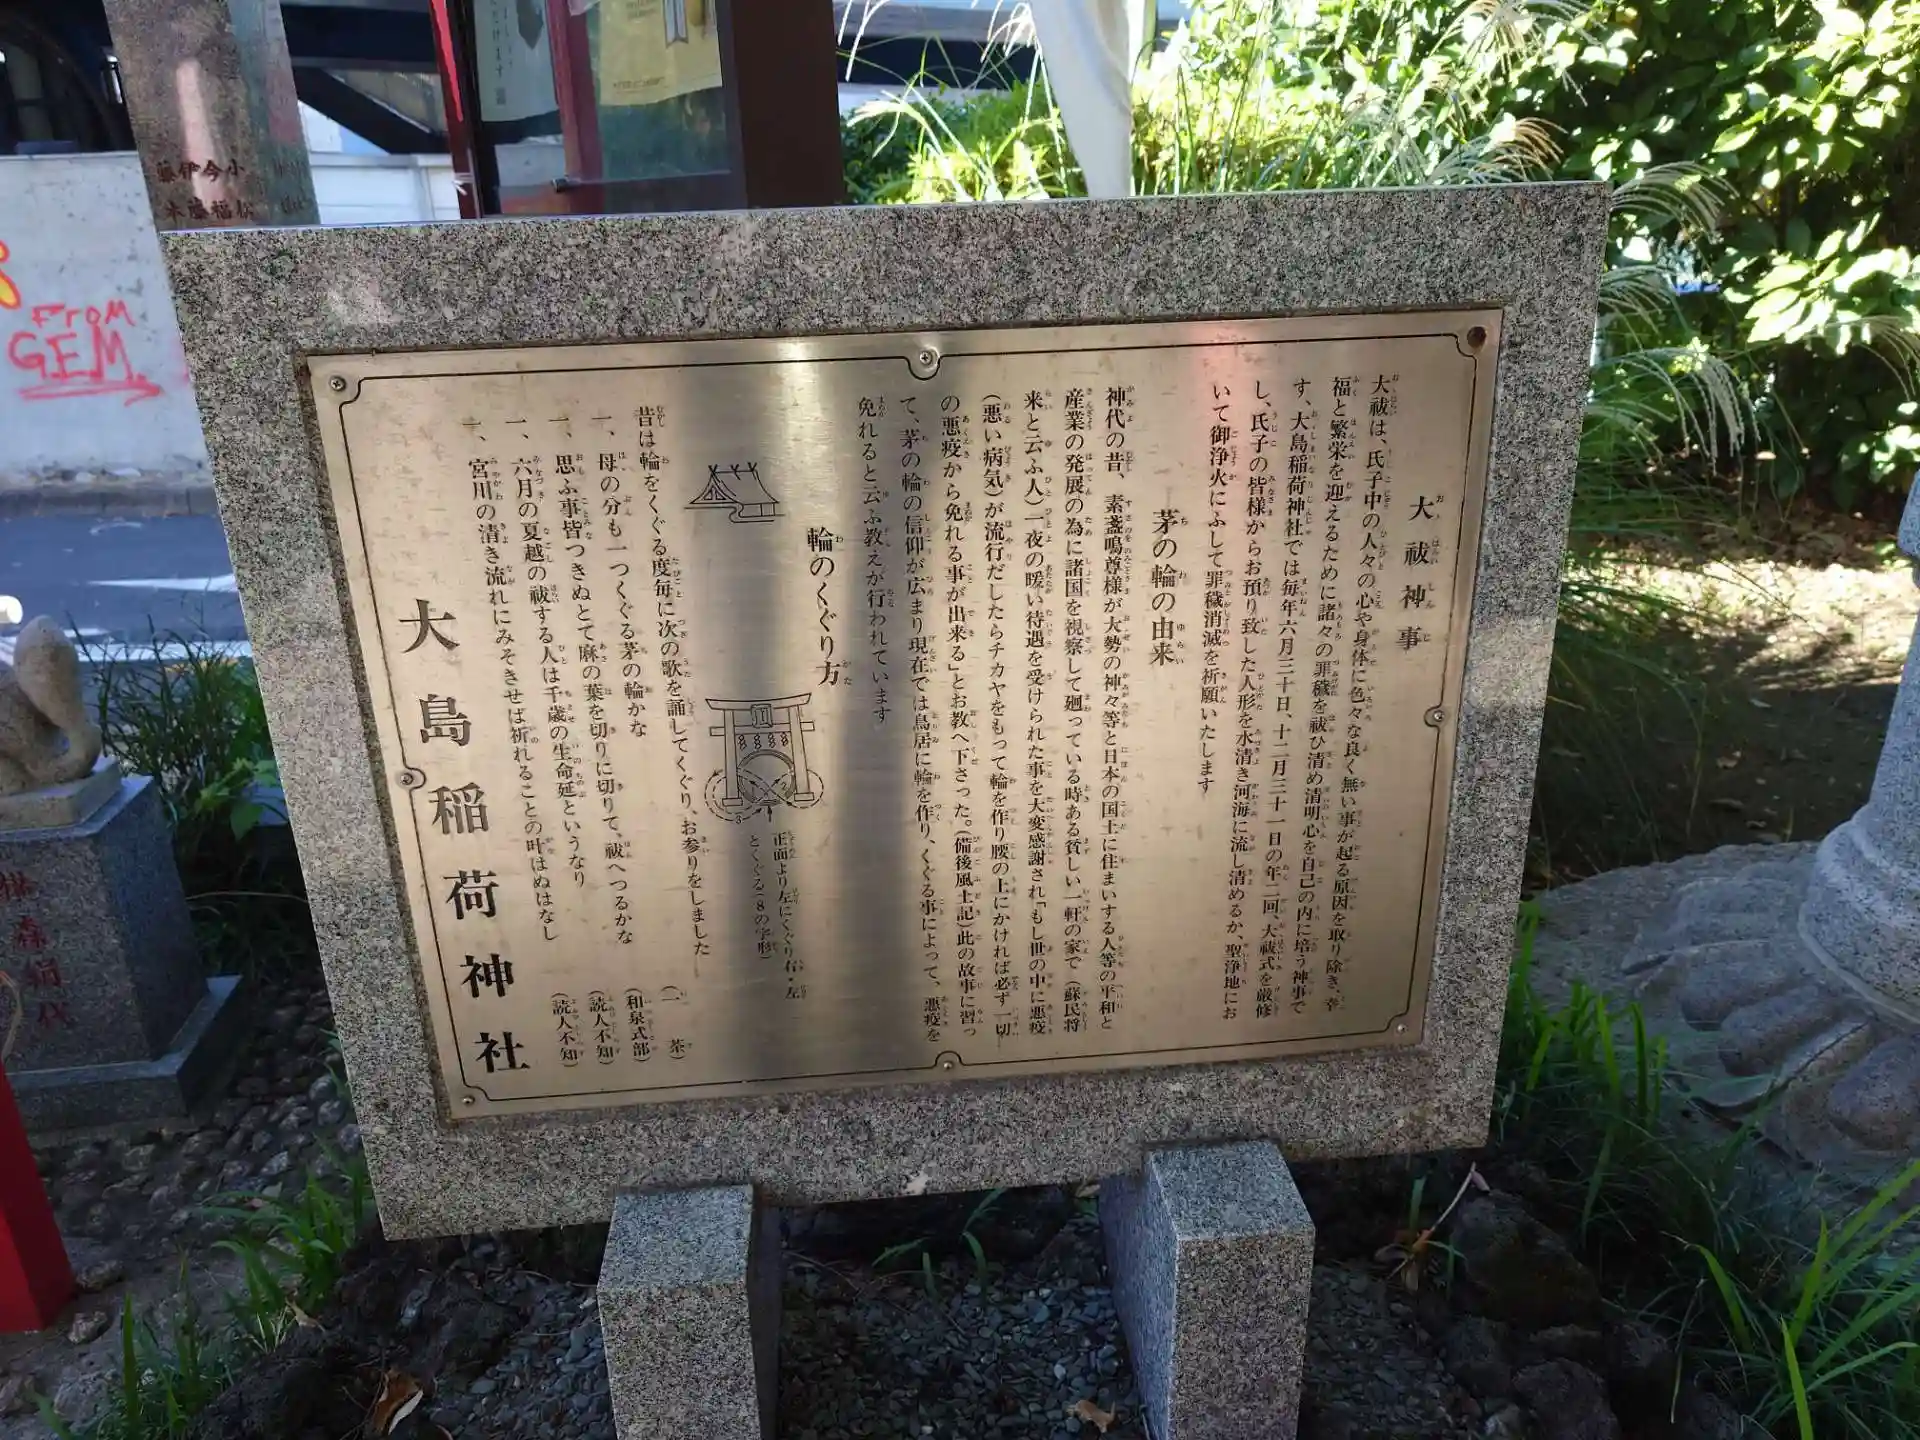 大祓神事
大祓は、氏子中の人々の心や身体に色々な良く無い事が起る原因を取り除き、幸
福と繁栄を迎えるために諸々の罪穢を祓ひ清め清明心を自己の内に培う神事で
す、大島稲荷神社では毎年六月三十日、十二月三十一日の年二回、大祓式を厳修
し、氏子の皆様からお預り致した人形を水清き河海に流し清めるか、聖浄地にお
いて御浄火にふして罪穢消滅を祈願いたします
茅の輪の由来
神代の昔、素盞嗚尊様が大勢の神々等と日本の国土に住まいする人等の平和と
産業の発展の為に諸国を視察して廻っている時ある貧しい一軒の家で(蘇民将
来と云ふ人)一夜の暖い待遇を受けられた事を大変感謝され「もし世の中に悪疫
(悪い病気)が流行だしたらチカヤをもって輪を作り腰の上にかければ必ず一切
の悪疫から免れる事が出来る」とお教へ下さった。(備後風土記)此の故事に習っ
て、茅の輪の信仰が広まり現在では鳥居に輪を作り、くぐる事によって、悪疫を
免れると云ふ教えが行われています
輪のくぐり方
正面より左にくぐり右・左
とくぐる(8の字形)
昔は輪をくぐる度毎に次の歌を誦してくぐり、お参りをしました
一、母の分も一つくぐる茅の輪かな (一茶)
一、思ふ事皆つきぬとて麻の葉を切りに切りて、祓へつるかな (和泉式部)
一、六月の夏越の祓する人は千歳の生命延というなり (読人不知)
一、宮川の清き流れにみそきせば祈れることの叶はぬはなし (読人不知)
大島稲荷神社
FROM
GEM
小今伊藤
松福藤木
森絹代